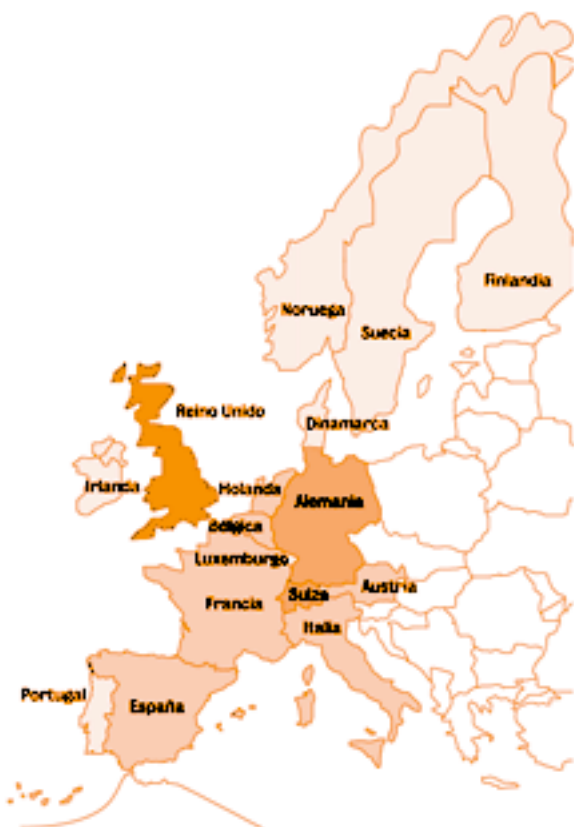 Finlandia
Noruega
Suecia
Reino Unido
Dinamarca
Irlanda
Holanda
Alemania
Bélgica
Luxemburgo
Suiza
Austria
Francia
Italia
Portugal
España